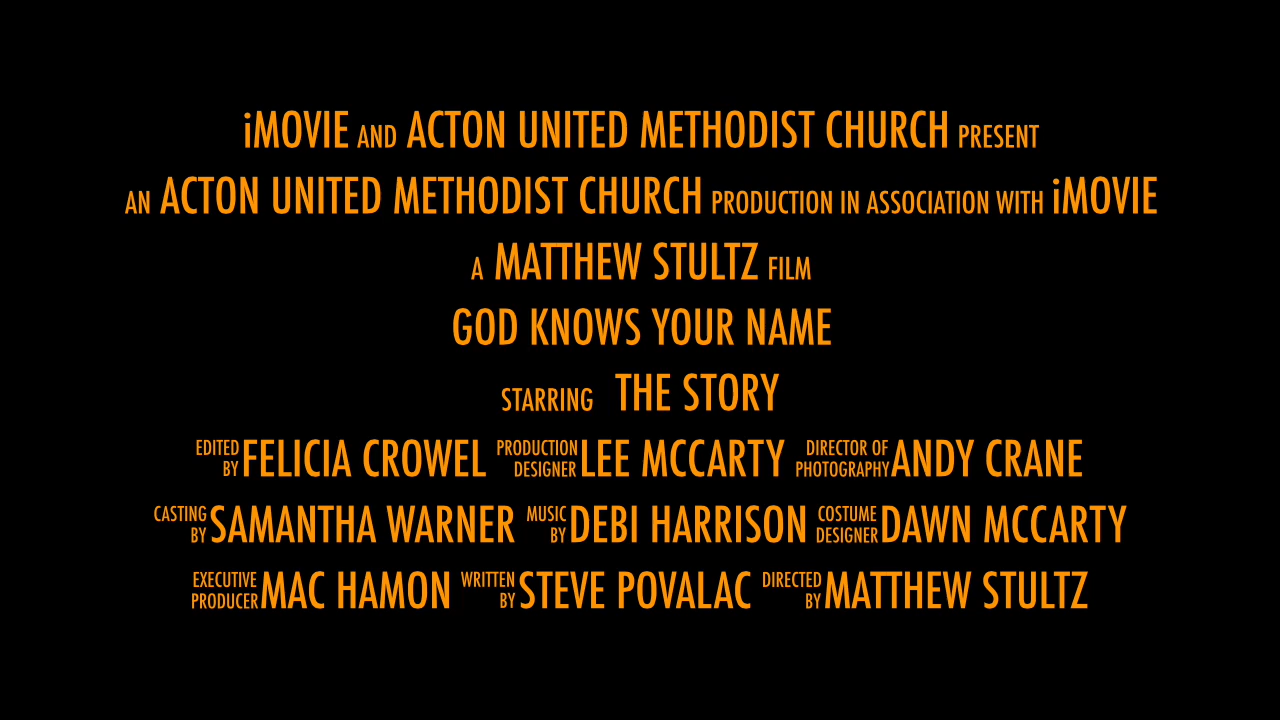 iMOVIE AND ACTON UNITED METHODIST CHURCH PRESENT
AN ACTON UNITED METHODIST CHURCH PRODUCTION IN ASSOCIATION WITH iMOVIE
A MATTHEW STULTZ FILM
GOD KNOWS YOUR NAME
STARRING THE STORY
EDITED BY FELICIA CROWEL PRODUCTION DESIGNER LEE MCCARTY DIRECTOR OF PHOTOGRAPHY ANDY CRANE
CASTING BY SAMANTHA WARNER MUSIC BY DEBI HARRISON COSTUME DESIGNER DAWN MCCARTY
EXECUTIVE PRODUCER MAC HAMON WRITTEN BY STEVE POVALAC DIRECTED BY MATTHEW STULTZ